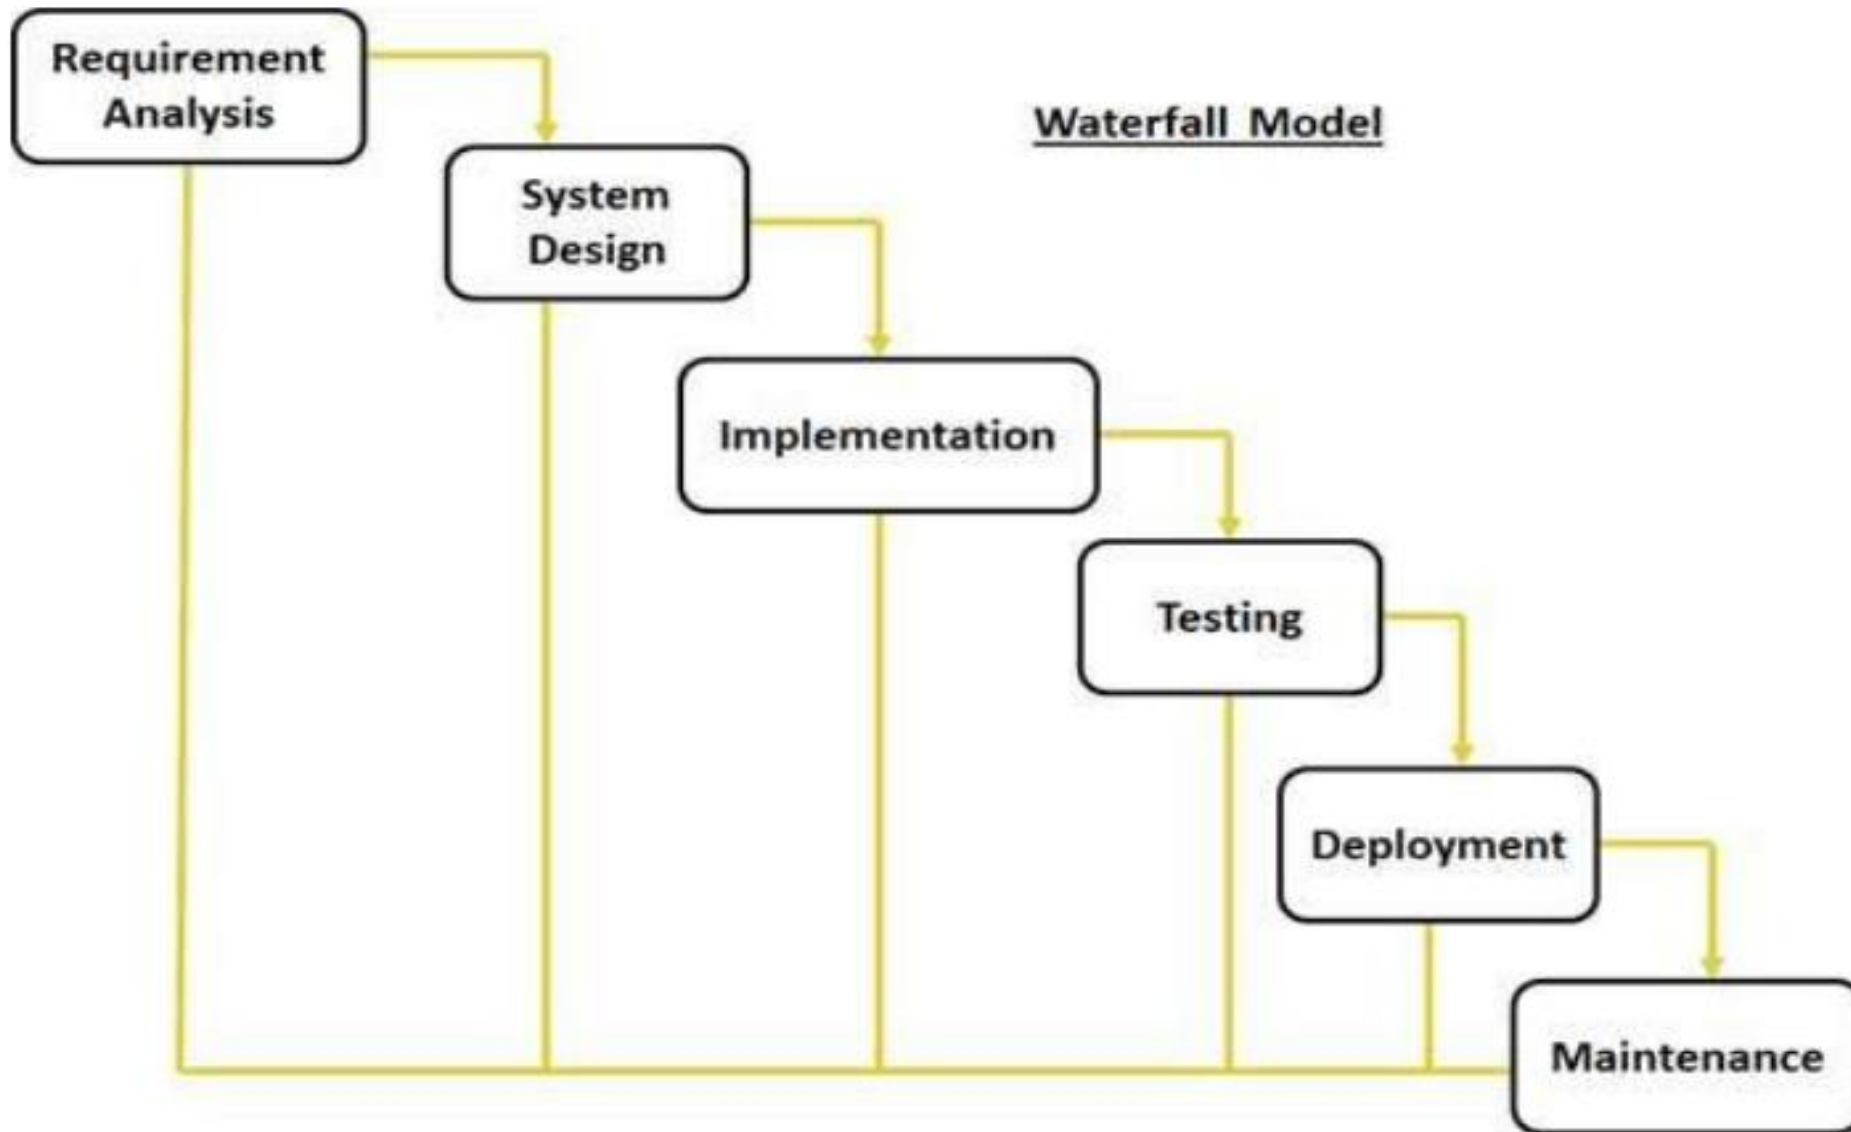 Requirement
Analysis
Waterfall Model
System
Design
Implementation
Testing
Deployment
Maintenance